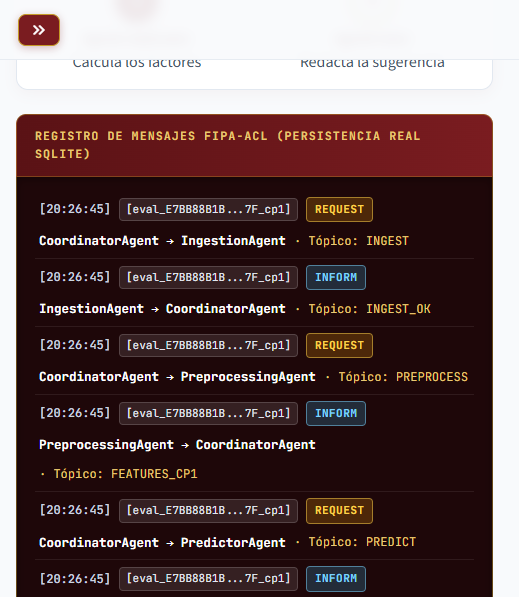 »
Calcula los factores
Redacta la sugerencia
REGISTRO DE MENSAJES FIPA-ACL (PERSISTENCIA REAL
SQLITE)
[20:26:45] [eval_E7BB88B1B...7F_cp1] REQUEST
CoordinatorAgent → IngestionAgent · Tópico: INGEST
[20:26:45] [eval_E7BB88B1B...7F_cp1] INFORM
IngestionAgent → CoordinatorAgent · Tópico: INGEST_OK
[20:26:45] [eval_E7BB88B1B...7F_cp1] REQUEST
CoordinatorAgent → PreprocessingAgent · Tópico: PREPROCESS
[20:26:45] [eval_E7BB88B1B...7F_cp1] INFORM
PreprocessingAgent → CoordinatorAgent
· Tópico: FEATURES_CP1
[20:26:45] [eval_E7BB88B1B...7F_cp1] REQUEST
CoordinatorAgent → PredictorAgent · Tópico: PREDICT
[20:26:45] [eval_E7BB88B1B...7F_cp1] INFORM